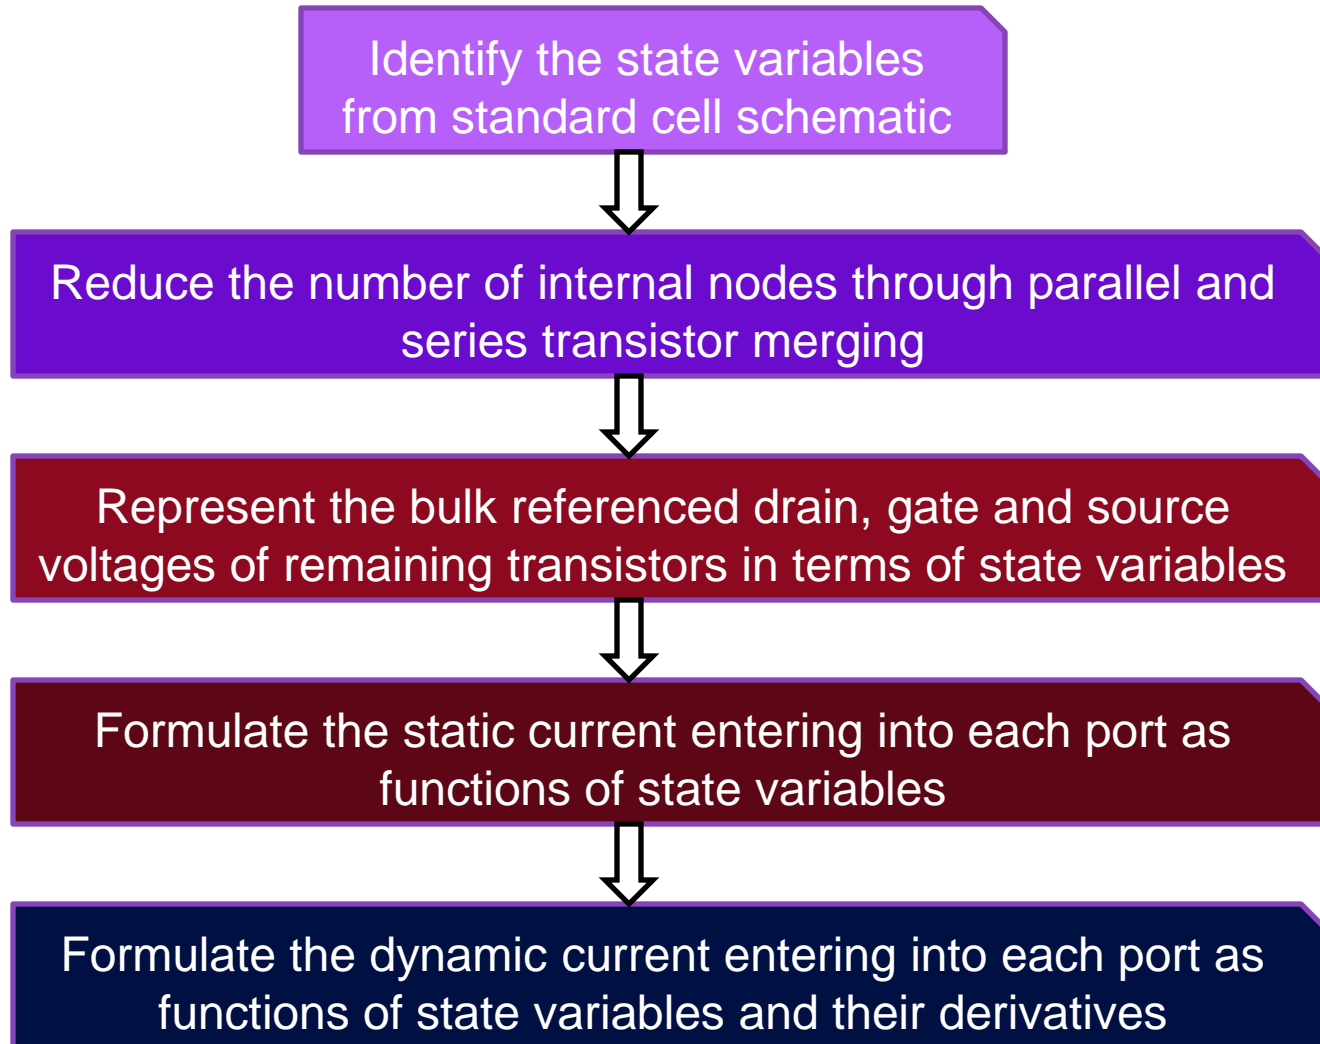 Identify the state variables
from standard cell schematic
Reduce the number of internal nodes through parallel and
series transistor merging
Represent the bulk referenced drain, gate and source
voltages of remaining transistors in terms of state variables
Formulate the static current entering into each port as
functions of state variables
Formulate the dynamic current entering into each port as
functions of state variables and their derivatives